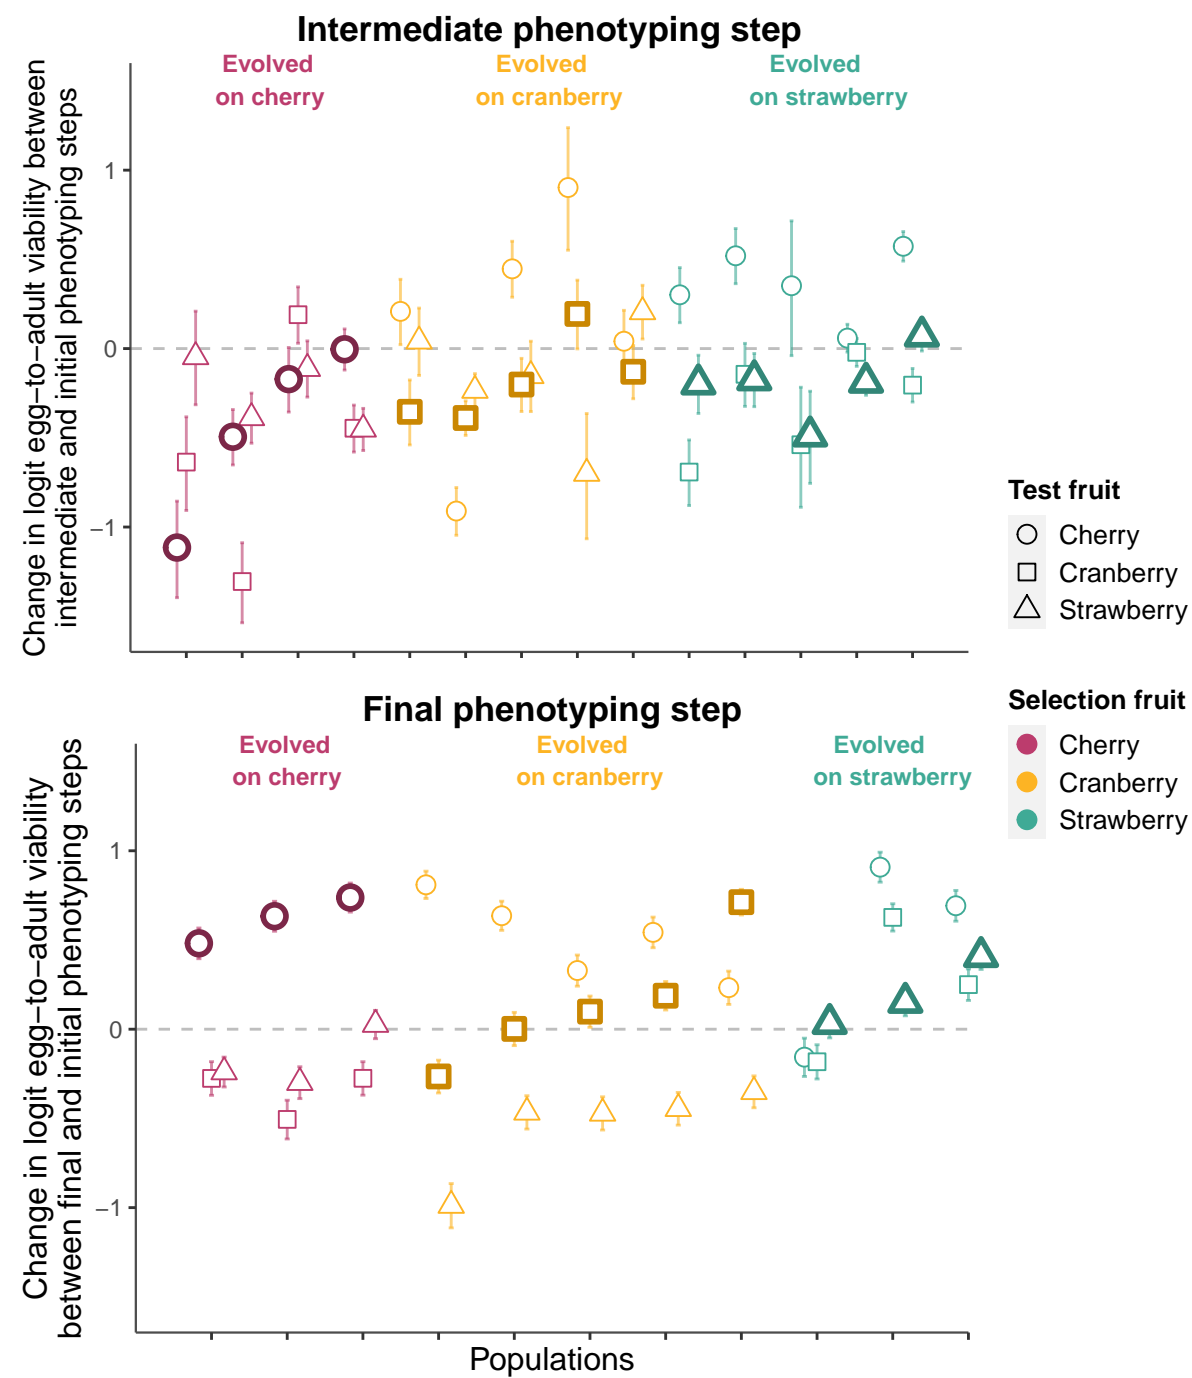 Intermediate phenotyping step
Evolved
on cherry
Evolved
on cranberry
Evolved
on strawberry
Change in logit egg−to−adult viability between
intermediate and initial phenotyping steps
1
0
−1
Test fruit
Cherry
Cranberry
Strawberry
Selection fruit
Cherry
Cranberry
Strawberry
Final phenotyping step
Evolved
on cherry
Evolved
on cranberry
Evolved
on strawberry
Change in logit egg−to−adult viability
between final and initial phenotyping steps
1
0
−1
Populations